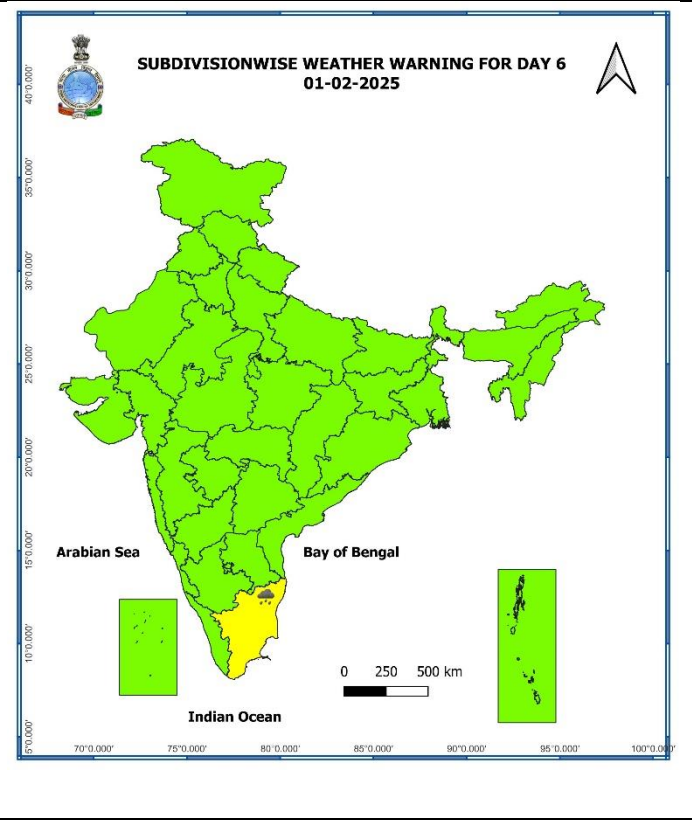 SUBDIVISIONWISE WEATHER WARNING FOR DAY 6
01-02-2025
40°0.000'
35°0.000'
30°0.000'
25°0.000'
20°0.000'
15°0.000'
10°0.000'
5°0.000'
Arabian Sea
Bay of Bengal
0 250 500 km
Indian Ocean
70°0.000' 75°0.000' 80°0.000' 85°0.000' 90°0.000' 95°0.000' 100°0.000'